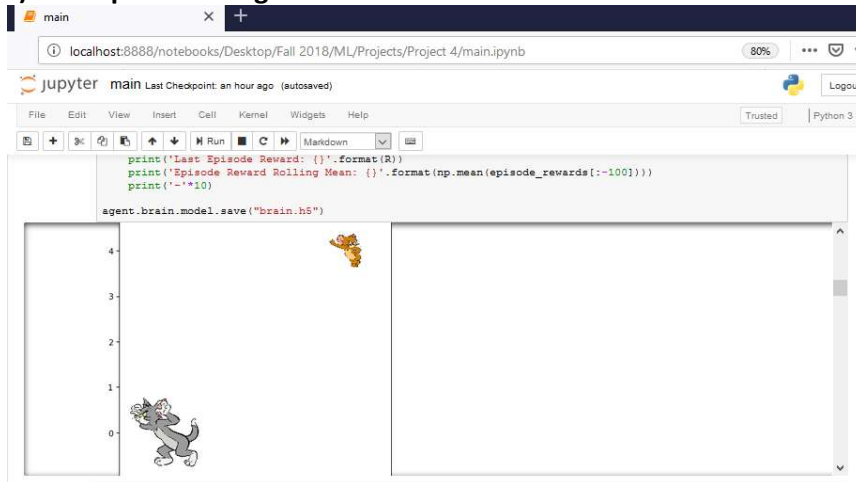 main
localhost:8888/notebooks/Desktop/Fall 2018/ML/Projects/Project 4/main.ipynb
80%
jupyter main Last Checkpoint: an hour ago (autosaved)
File Edit View Insert Cell Kernel Widgets Help
Trusted
Python 3
Run
Markdown
print('Last Episode Reward: {}'.format(R))
print('Episode Reward Rolling Mean: {}'.format(np.mean(episode_rewards[:-100])))
print('-'*10)
agent.brain.model.save("brain.h5")
4
3
2
1
0